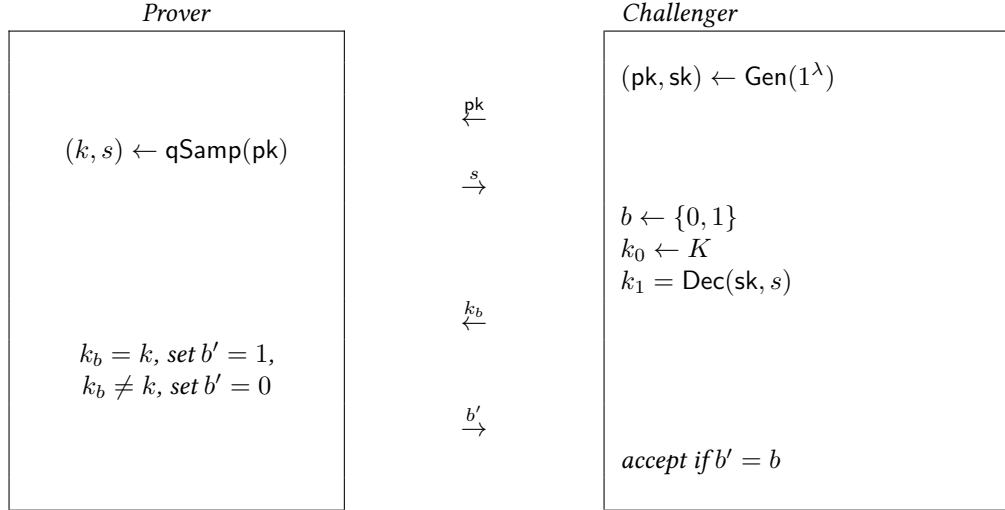 Prover
Challenger
(pk, sk) ← Gen(1^λ)
pk
←
(k, s) ← qSamp(pk)
s
→
b ← {0, 1}
k_0 ← K
k_1 = Dec(sk, s)
k_b
←
k_b = k, set b′ = 1,
k_b ≠ k, set b′ = 0
b′
→
accept if b′ = b